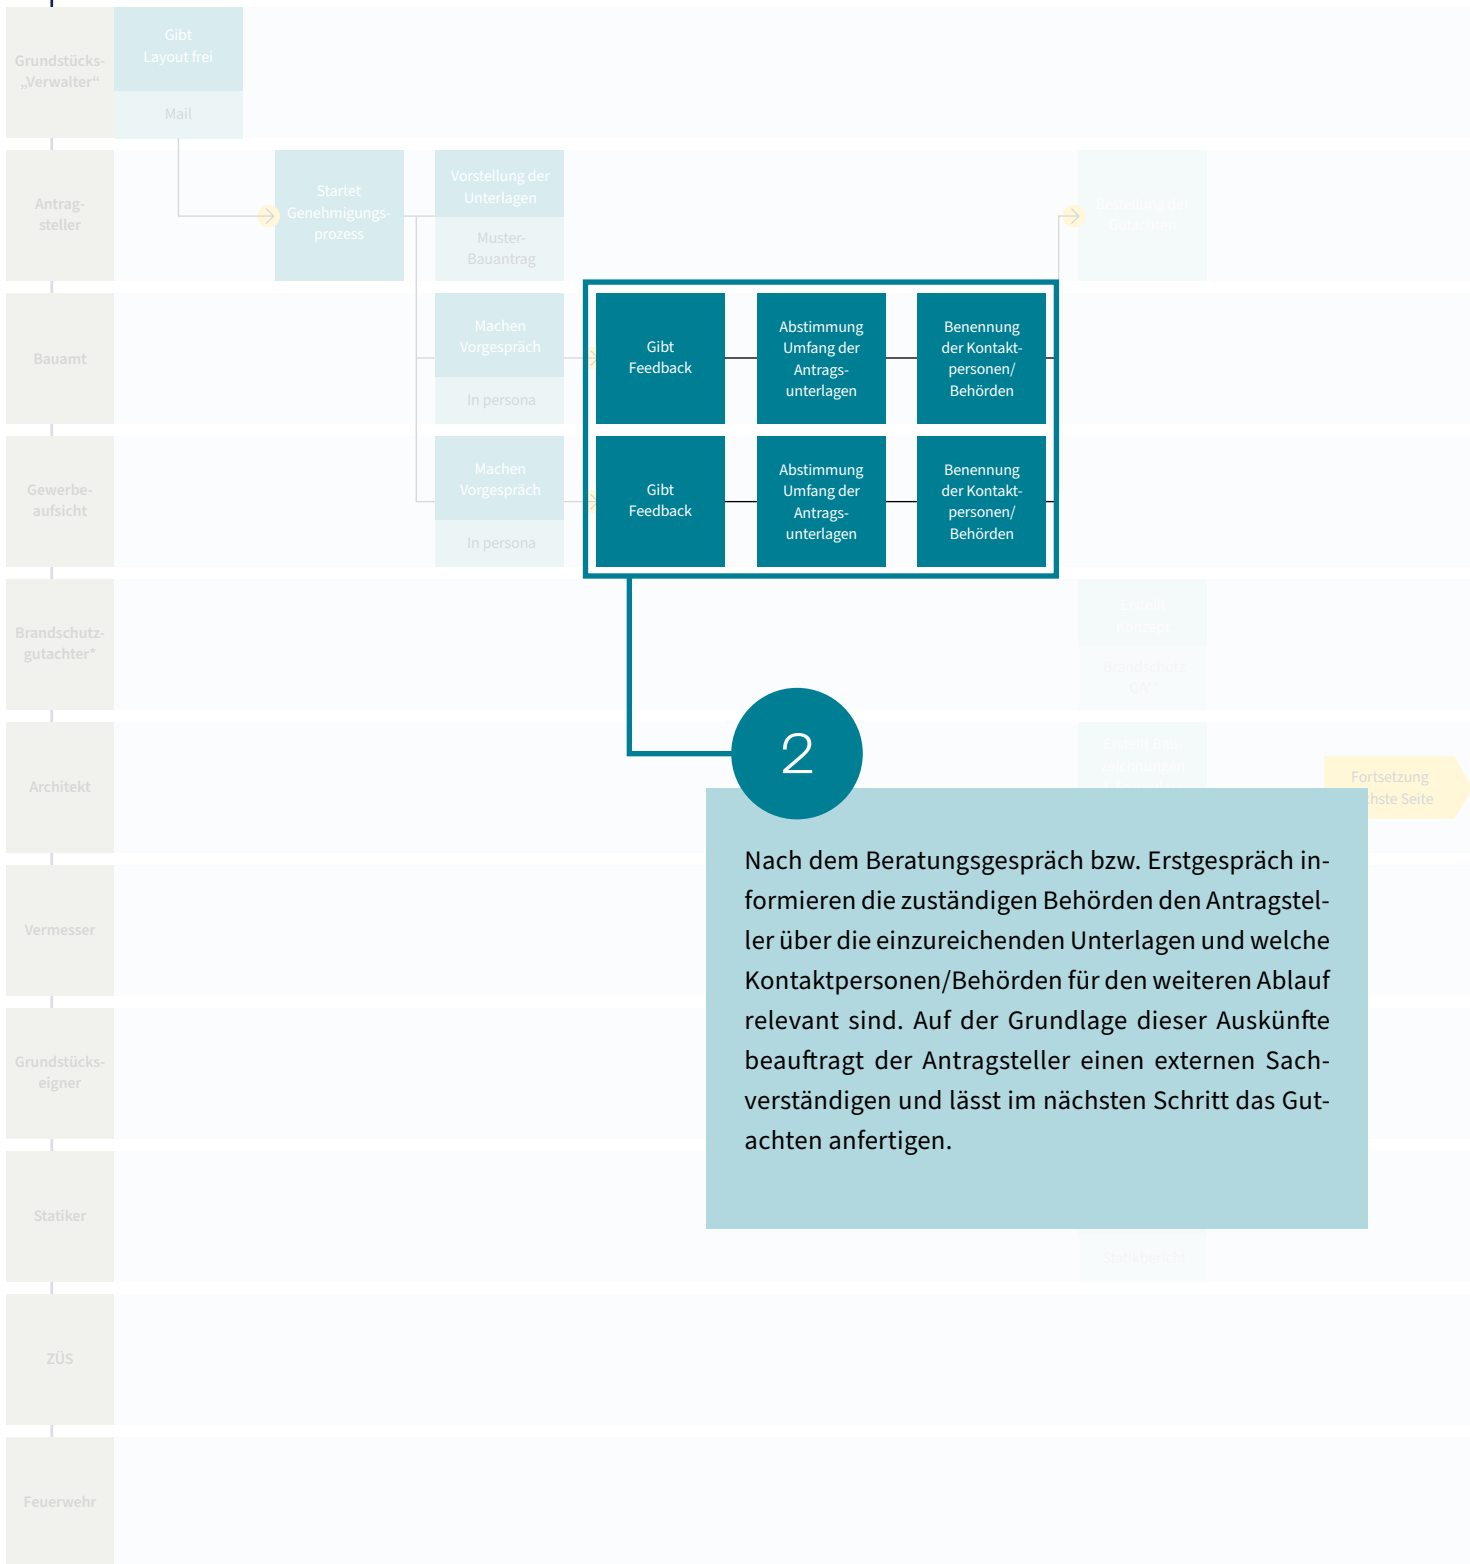 Grundstücks-
„Verwalter“
Gibt
Layout frei
Mail
Antrag-
steller
Startet
Genehmigungs-
prozess
Vorstellung der
Unterlagen
Muster-
Bauantrag
Bauamt
Machen
Vorgespräch
In persona
Gibt
Feedback
Abstimmung
Umfang der
Antrags-
unterlagen
Benennung
der Kontakt-
personen/
Behörden
Gewerbe-
aufsicht
Machen
Vorgespräch
In persona
Gibt
Feedback
Abstimmung
Umfang der
Antrags-
unterlagen
Benennung
der Kontakt-
personen/
Behörden
Brandschutz-
gutachter*
Brandschutz
Architekt
Fortsetzung
chste Seite
2
Nach dem Beratungsgespräch bzw. Erstgespräch in-
formieren die zuständigen Behörden den Antragstel-
ler über die einzureichenden Unterlagen und welche
Kontaktpersonen/Behörden für den weiteren Ablauf
relevant sind. Auf der Grundlage dieser Auskünfte
beauftragt der Antragsteller einen externen Sach-
verständigen und lässt im nächsten Schritt das Gut-
achten anfertigen.
Vermesser
Grundstücks-
eigner
Statiker
ZÜS
Feuerwehr